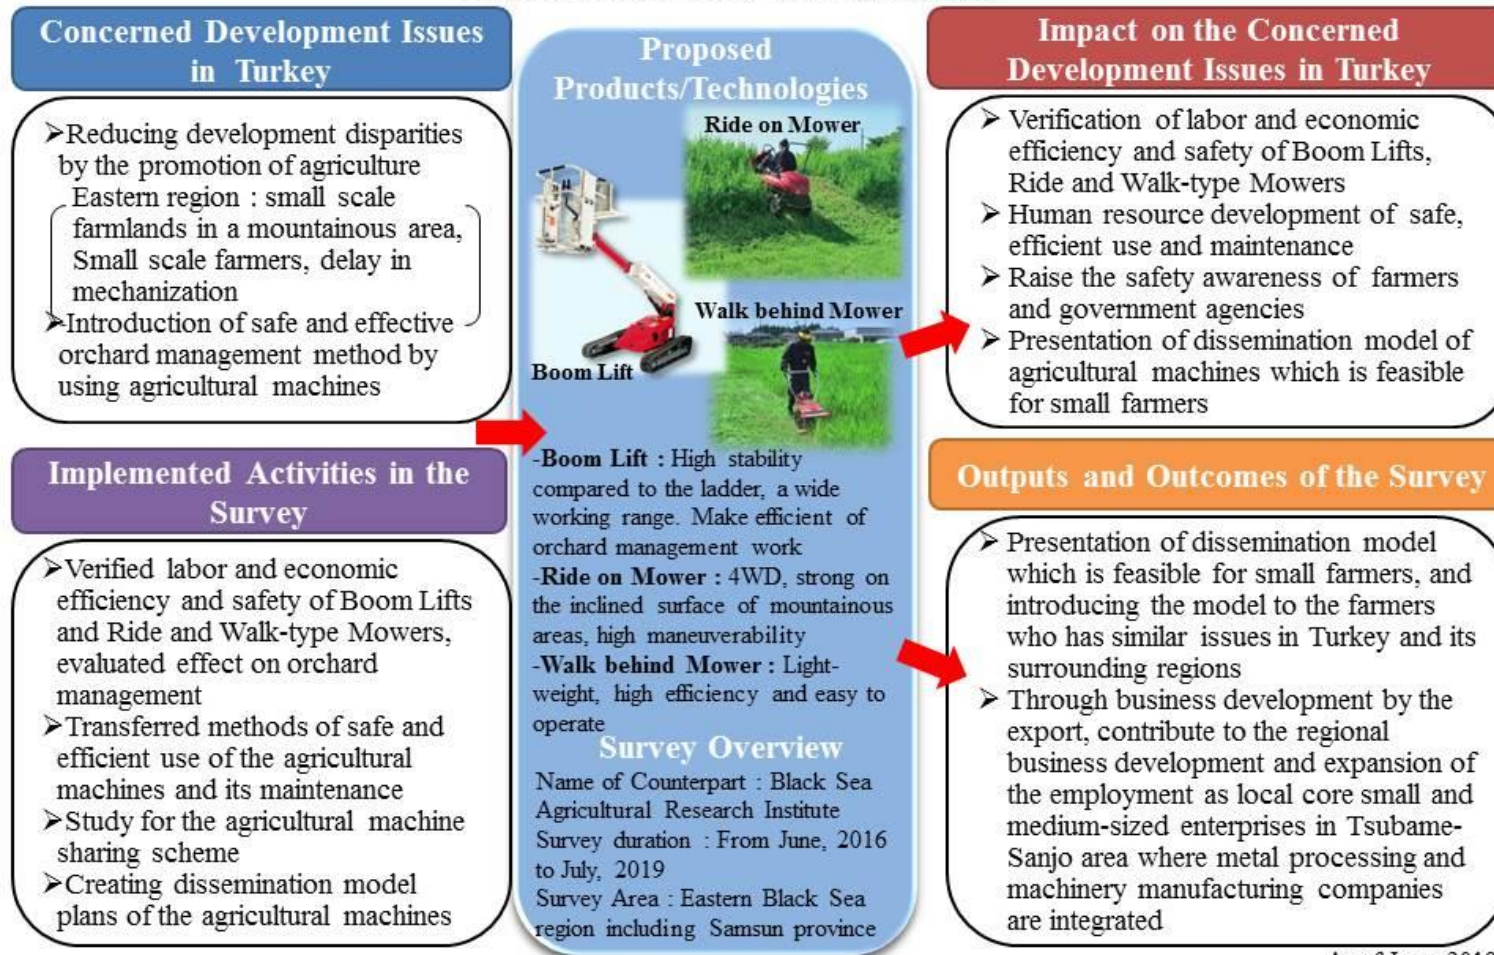 Concerned Development Issues
in Turkey
➢Reducing development disparities
by the promotion of agriculture
Eastern region : small scale
farmlands in a mountainous area,
Small scale farmers, delay in
mechanization
➢Introduction of safe and effective
orchard management method by
using agricultural machines
Implemented Activities in the
Survey
➢Verified labor and economic
efficiency and safety of Boom Lifts
and Ride and Walk-type Mowers,
evaluated effect on orchard
management
➢Transferred methods of safe and
efficient use of the agricultural
machines and its maintenance
➢Study for the agricultural machine
sharing scheme
➢Creating dissemination model
plans of the agricultural machines
Proposed
Products/Technologies
Ride on Mower
Walk behind Mower
Boom Lift
-Boom Lift : High stability
compared to the ladder, a wide
working range. Make efficient of
orchard management work
-Ride on Mower : 4WD, strong on
the inclined surface of mountainous
areas, high maneuverability
-Walk behind Mower : Light-
weight, high efficiency and easy to
operate
Survey Overview
Name of Counterpart : Black Sea
Agricultural Research Institute
Survey duration : From June, 2016
to July, 2019
Survey Area : Eastern Black Sea
region including Samsun province
Impact on the Concerned
Development Issues in Turkey
➢ Verification of labor and economic
efficiency and safety of Boom Lifts,
Ride and Walk-type Mowers
➢ Human resource development of safe,
efficient use and maintenance
➢ Raise the safety awareness of farmers
and government agencies
➢ Presentation of dissemination model of
agricultural machines which is feasible
for small farmers
Outputs and Outcomes of the Survey
➢ Presentation of dissemination model
which is feasible for small farmers, and
introducing the model to the farmers
who has similar issues in Turkey and its
surrounding regions
➢ Through business development by the
export, contribute to the regional
business development and expansion of
the employment as local core small and
medium-sized enterprises in Tsubame-
Sanjo area where metal processing and
machinery manufacturing companies
are integrated